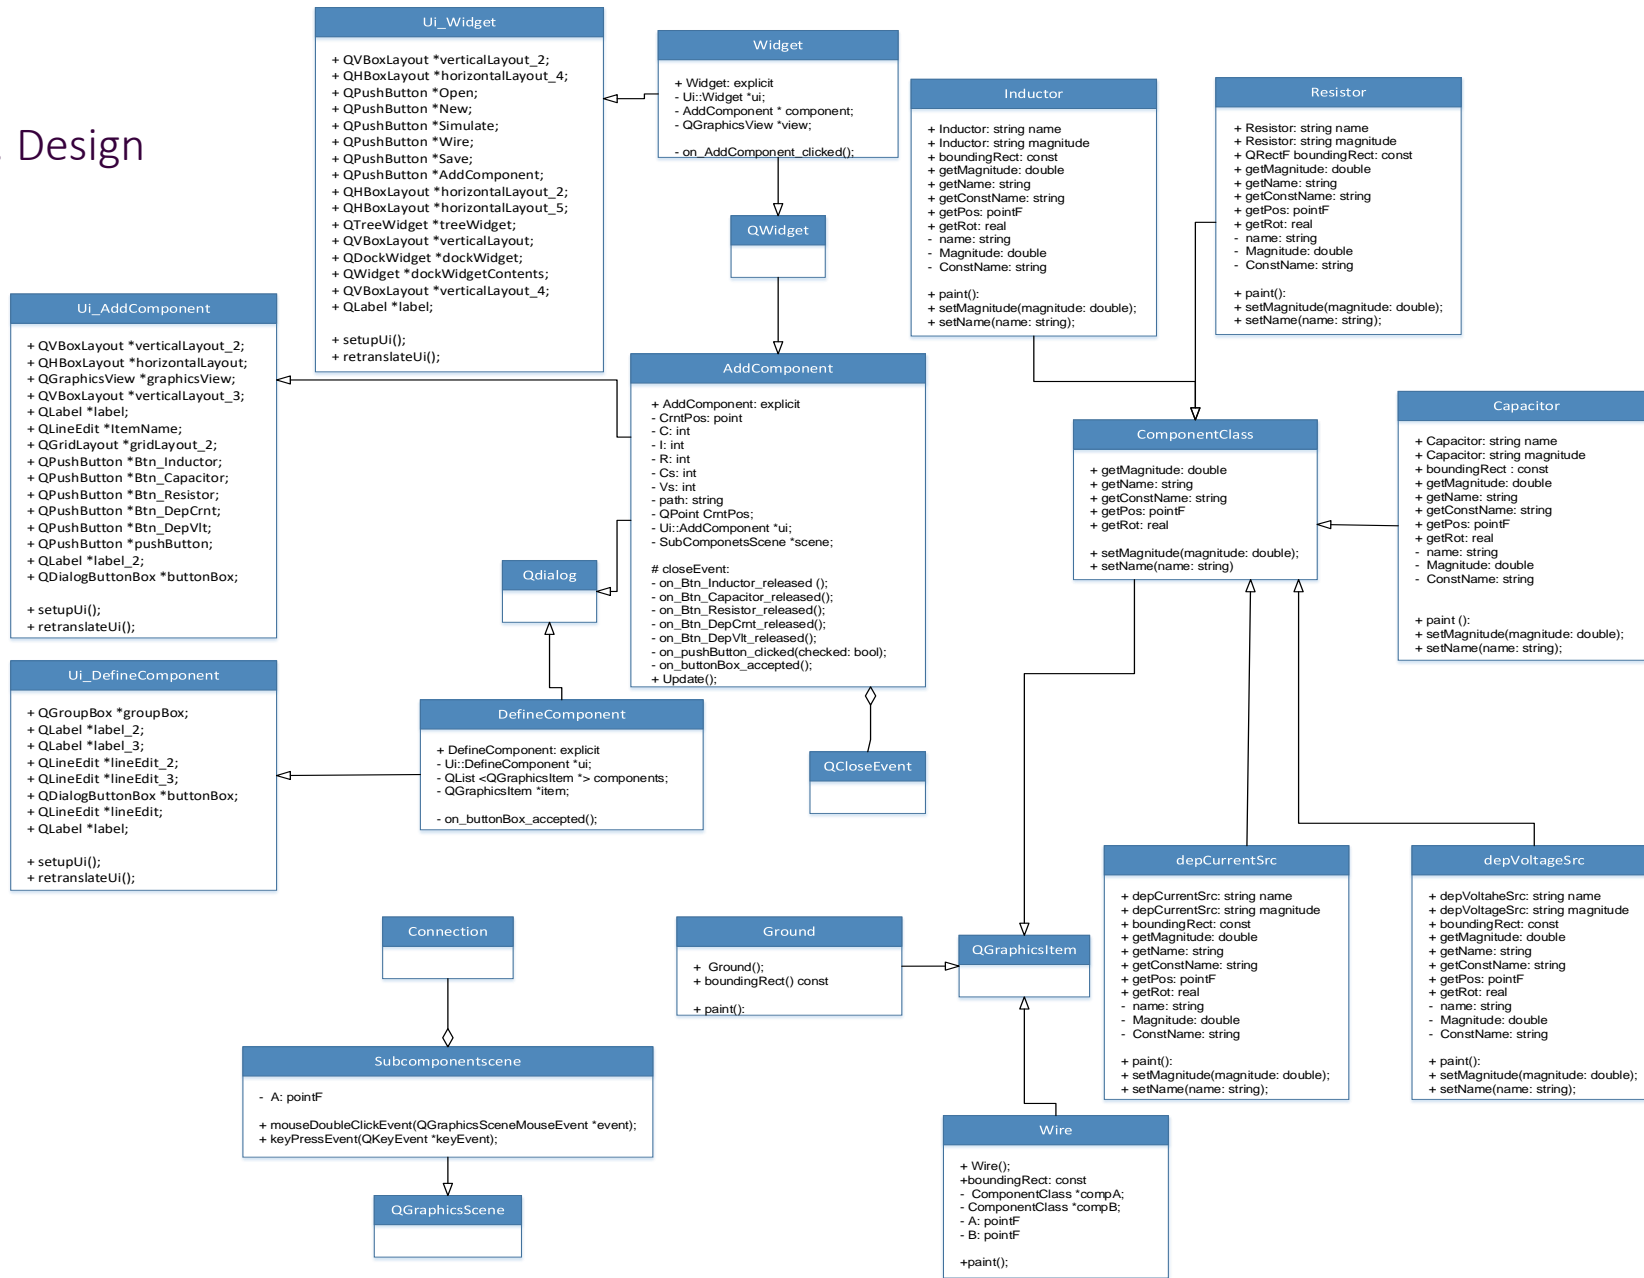 Design
Ui_Widget
+ QVBoxLayout *verticalLayout_2;
+ QHBoxLayout *horizontalLayout_4;
+ QPushButton *Open;
+ QPushButton *New;
+ QPushButton *Simulate;
+ QPushButton *Wire;
+ QPushButton *Save;
+ QPushButton *AddComponent;
+ QHBoxLayout *horizontalLayout_2;
+ QHBoxLayout *horizontalLayout_5;
+ QTreeWidget *treeWidget;
+ QVBoxLayout *verticalLayout;
+ QDockWidget *dockWidget;
+ QWidget *dockWidgetContents;
+ QVBoxLayout *verticalLayout_4;
+ QLabel *label;
+ setupUi();
+ retranslateUi();
Widget
+ Widget: explicit
- Ui::Widget *ui;
- AddComponent * component;
- QGraphicsView *view;
- on_AddComponent_clicked();
Inductor
+ Inductor: string name
+ Inductor: string magnitude
+ boundingRect: const
+ getMagnitude: double
+ getName: string
+ getConstName: string
+ getPos: pointF
+ getRot: real
- name: string
- Magnitude: double
- ConstName: string
+ paint():
+ setMagnitude(magnitude: double);
+ setName(name: string);
Resistor
+ Resistor: string name
+ Resistor: string magnitude
+ QRectF boundingRect: const
+ getMagnitude: double
+ getName: string
+ getConstName: string
+ getPos: pointF
+ getRot: real
- name: string
- Magnitude: double
- ConstName: string
+ paint():
+ setMagnitude(magnitude: double);
+ setName(name: string);
QWidget
Ui_AddComponent
+ QVBoxLayout *verticalLayout_2;
+ QHBoxLayout *horizontalLayout;
+ QGraphicsView *graphicsView;
+ QVBoxLayout *verticalLayout_3;
+ QLabel *label;
+ QLineEdit *ItemName;
+ QGridLayout *gridLayout_2;
+ QPushButton *Btn_Inductor;
+ QPushButton *Btn_Capacitor;
+ QPushButton *Btn_Resistor;
+ QPushButton *Btn_DepCrnt;
+ QPushButton *Btn_DepVlt;
+ QPushButton *pushButton;
+ QLabel *label_2;
+ QDialogButtonBox *buttonBox;
+ setupUi();
+ retranslateUi();
AddComponent
+ AddComponent: explicit
- CrntPos: point
- C: int
- I: int
- R: int
- Cs: int
- Vs: int
- path: string
- QPoint CrntPos;
- Ui::AddComponent *ui;
- SubComponetsScene *scene;
# closeEvent:
- on_Btn_Inductor_released ();
- on_Btn_Capacitor_released();
- on_Btn_Resistor_released();
- on_Btn_DepCrnt_released();
- on_Btn_DepVlt_released();
- on_pushButton_clicked(checked: bool);
- on_buttonBox_accepted();
+ Update();
ComponentClass
+ getMagnitude: double
+ getName: string
+ getConstName: string
+ getPos: pointF
+ getRot: real
+ setMagnitude(magnitude: double);
+ setName(name: string)
Capacitor
+ Capacitor: string name
+ Capacitor: string magnitude
+ boundingRect : const
+ getMagnitude: double
+ getName: string
+ getConstName: string
+ getPos: pointF
+ getRot: real
- name: string
- Magnitude: double
- ConstName: string
+ paint ():
+ setMagnitude(magnitude: double);
+ setName(name: string);
Qdialog
Ui_DefineComponent
+ QGroupBox *groupBox;
+ QLabel *label_2;
+ QLabel *label_3;
+ QLineEdit *lineEdit_2;
+ QLineEdit *lineEdit_3;
+ QDialogButtonBox *buttonBox;
+ QLineEdit *lineEdit;
+ QLabel *label;
+ setupUi();
+ retranslateUi();
DefineComponent
+ DefineComponent: explicit
- Ui::DefineComponent *ui;
- QList <QGraphicsItem *> components;
- QGraphicsItem *item;
- on_buttonBox_accepted();
QCloseEvent
depCurrentSrc
+ depCurrentSrc: string name
+ depCurrentSrc: string magnitude
+ boundingRect: const
+ getMagnitude: double
+ getName: string
+ getConstName: string
+ getPos: pointF
+ getRot: real
- name: string
- Magnitude: double
- ConstName: string
+ paint():
+ setMagnitude(magnitude: double);
+ setName(name: string);
depVoltageSrc
+ depVoltaheSrc: string name
+ depVoltageSrc: string magnitude
+ boundingRect: const
+ getMagnitude: double
+ getName: string
+ getConstName: string
+ getPos: pointF
+ getRot: real
- name: string
- Magnitude: double
- ConstName: string
+ paint():
+ setMagnitude(magnitude: double);
+ setName(name: string);
Connection
Ground
+ Ground();
+ boundingRect() const
+ paint():
QGraphicsItem
Subcomponentscene
- A: pointF
+ mouseDoubleClickEvent(QGraphicsSceneMouseEvent *event);
+ keyPressEvent(QKeyEvent *keyEvent);
Wire
+ Wire();
+boundingRect: const
- ComponentClass *compA;
- ComponentClass *compB;
- A: pointF
- B: pointF
+paint();
QGraphicsScene